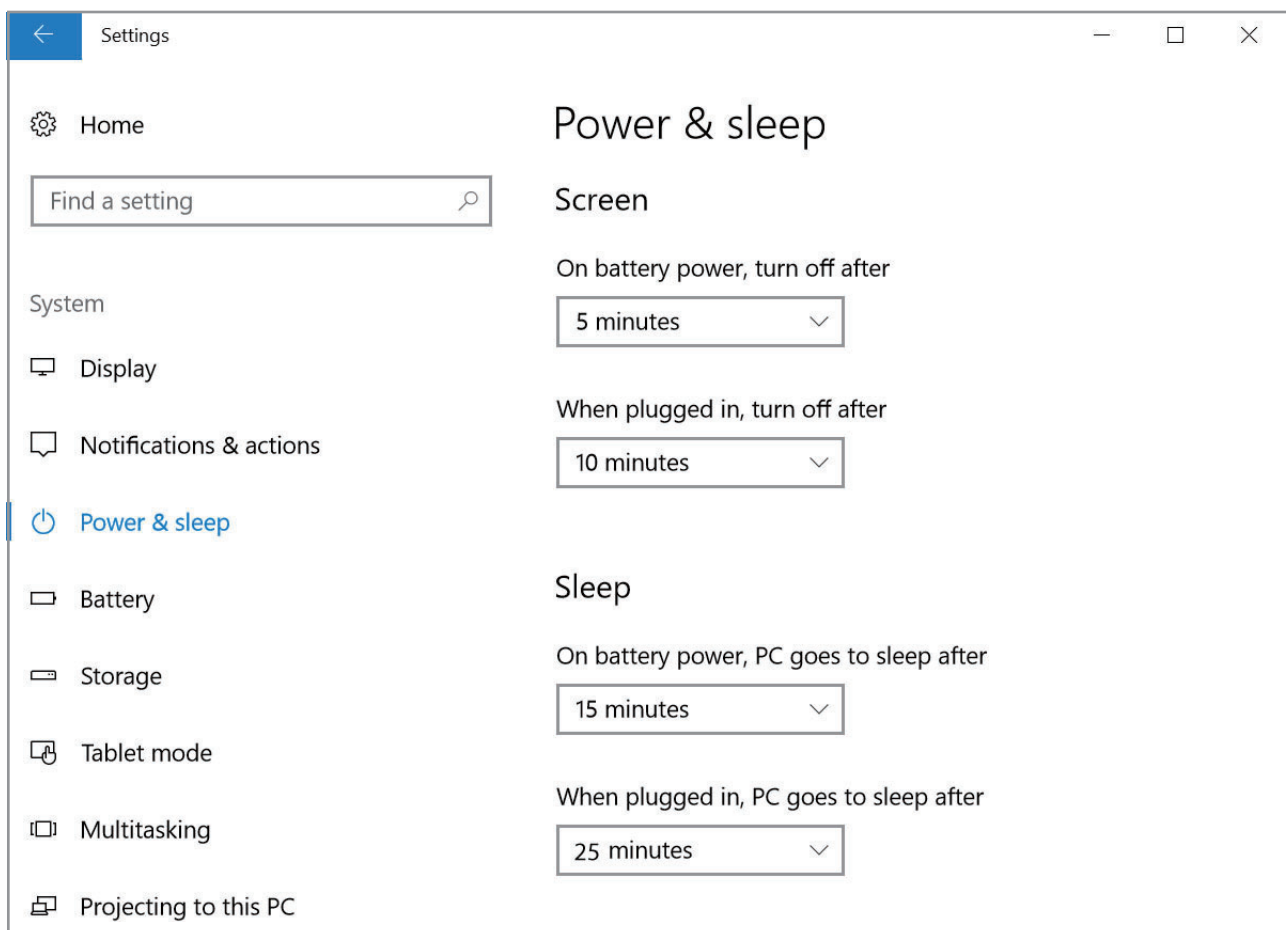 Settings
Home
Find a setting
System
Display
Notifications & actions
Power & sleep
Battery
Storage
Tablet mode
Multitasking
Projecting to this PC
Power & sleep
Screen
On battery power, turn off after
5 minutes
When plugged in, turn off after
10 minutes
Sleep
On battery power, PC goes to sleep after
15 minutes
When plugged in, PC goes to sleep after
25 minutes